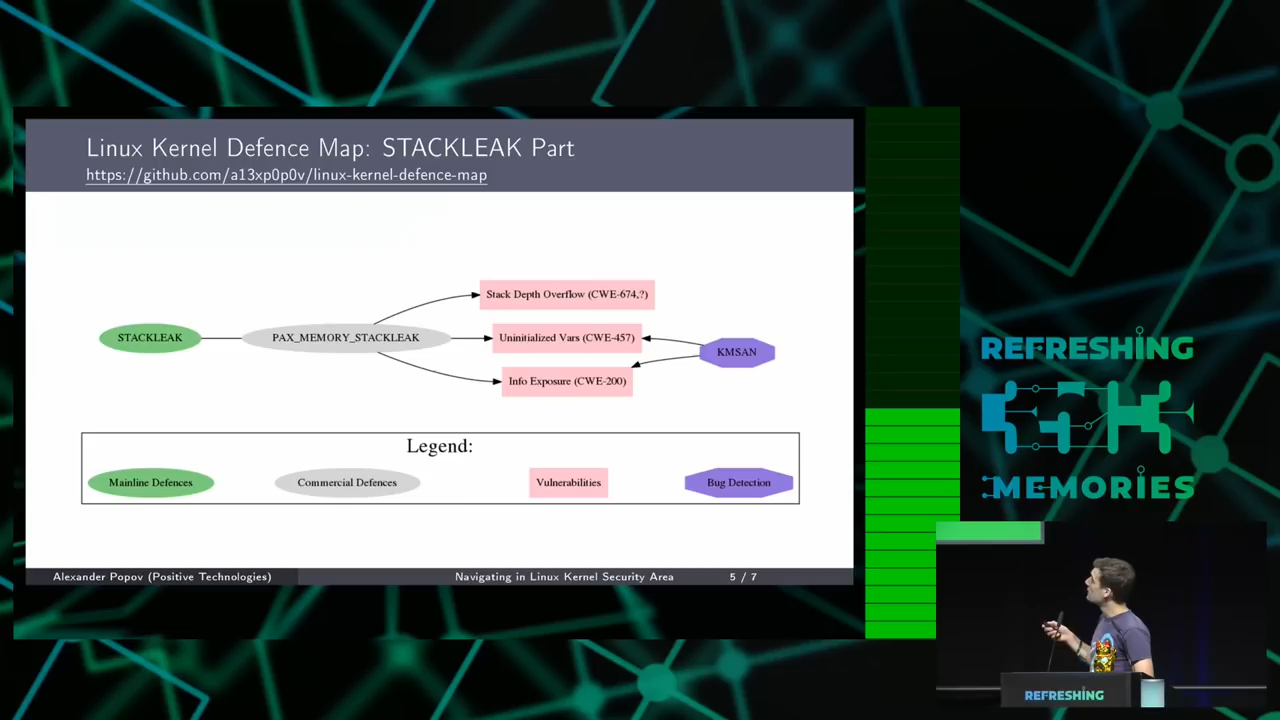 Linux Kernel Defence Map: STACKLEAK Part
https://github.com/a13xp0p0v/linux-kernel-defence-map
Stack Depth Overflow (CWE-674,?)
STACKLEAK
PAX_MEMORY_STACKLEAK
Uninitialized Vars (CWE-457)
KMSAN
Info Exposure (CWE-200)
Legend:
Mainline Defences
Commercial Defences
Vulnerabilities
Bug Detection
Alexander Popov (Positive Technologies)
Navigating in Linux Kernel Security Area
5 / 7
REFRESHING
MEMORIES
REFRESHING